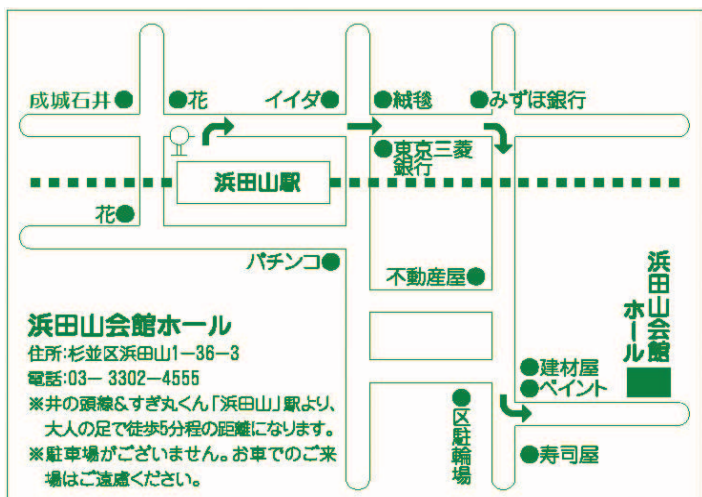 成城石井
花
イイダ
絨毯
みずほ銀行
東京三菱
銀行
浜田山駅
花
パチンコ
不動産屋
浜田山会館
ホール
浜田山会館ホール
住所:杉並区浜田山1−36−3
電話:03− 3302−4555
※井の頭線&すぎ丸くん「浜田山」駅より、
大人の足で徒歩5分程の距離になります。
※駐車場がございません。お車でのご来
場はご遠慮ください。
建材屋
ペイント
区駐輪場
寿司屋